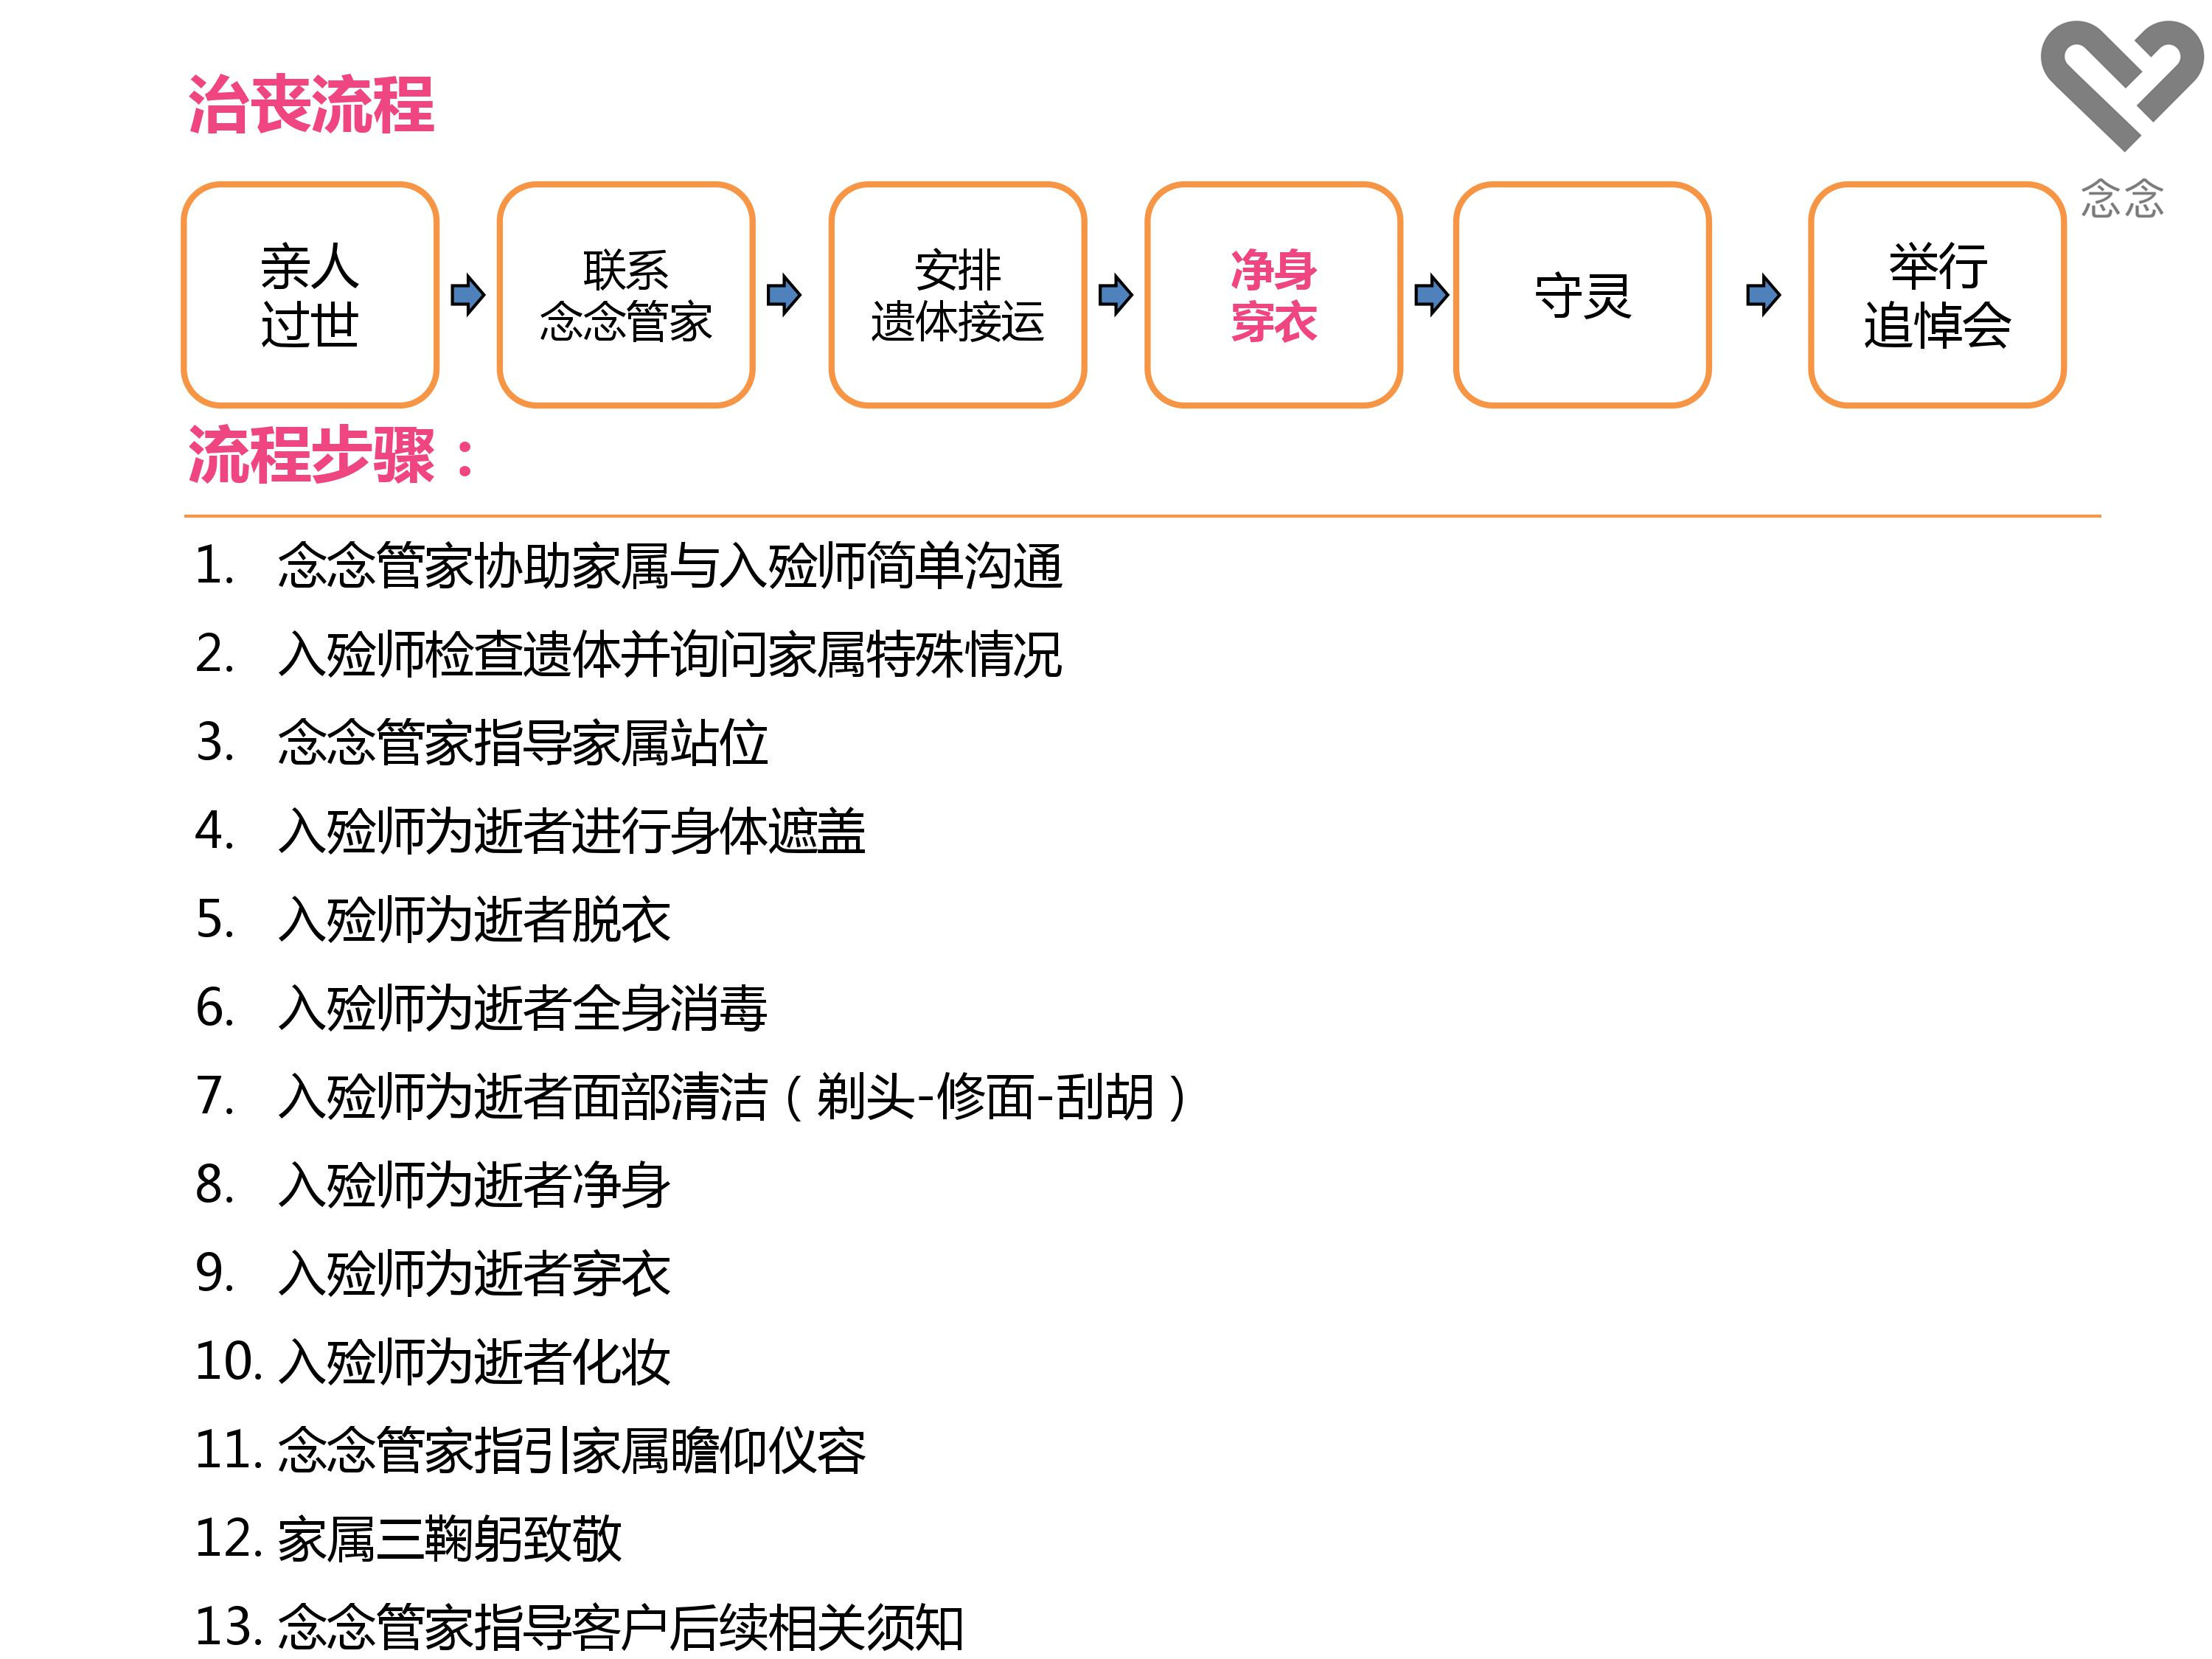 治丧流程
念念
亲人
过世
联系
念念管家
安排
遗体接运
净身
穿衣
守灵
举行
追悼会
流程步骤：
1. 念念管家协助家属与入殓师简单沟通
2. 入殓师检查遗体并询问家属特殊情况
3. 念念管家指导家属站位
4. 入殓师为逝者进行身体遮盖
5. 入殓师为逝者脱衣
6. 入殓师为逝者全身消毒
7. 入殓师为逝者面部清洁（剃头-修面-刮胡）
8. 入殓师为逝者净身
9. 入殓师为逝者穿衣
10. 入殓师为逝者化妆
11. 念念管家指引家属瞻仰仪容
12. 家属三鞠躬致敬
13. 念念管家指导客户后续相关须知